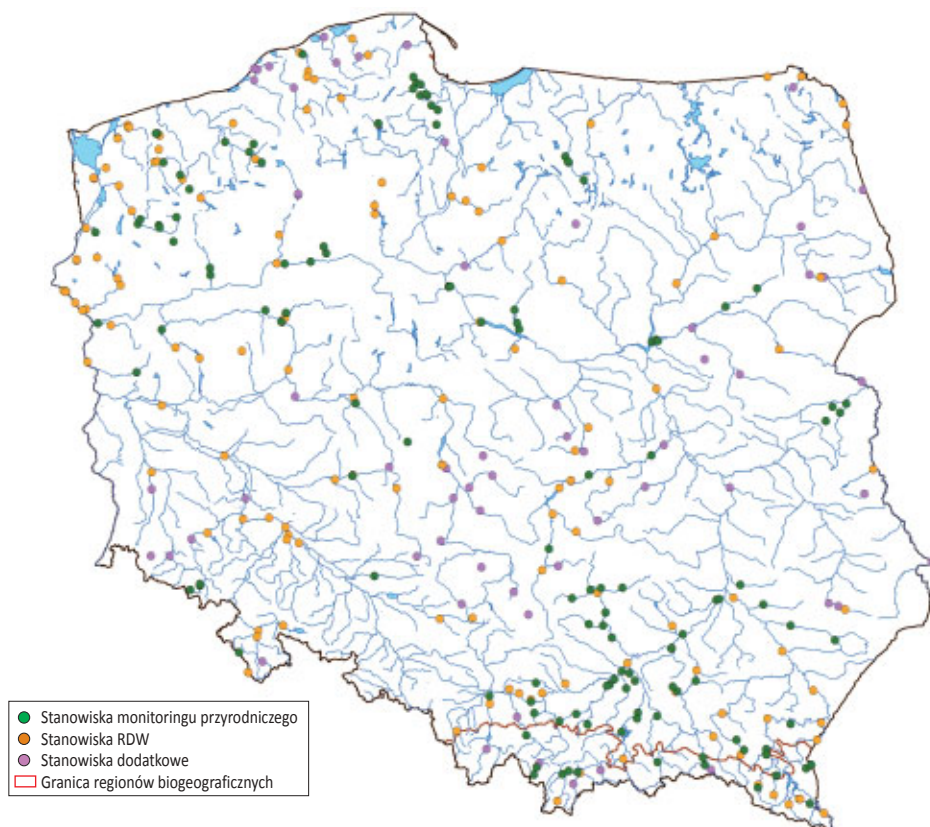 Stanowiska monitoringu przyrodniczego
Stanowiska RDW
Stanowiska dodatkowe
Granica regionów biogeograficznych